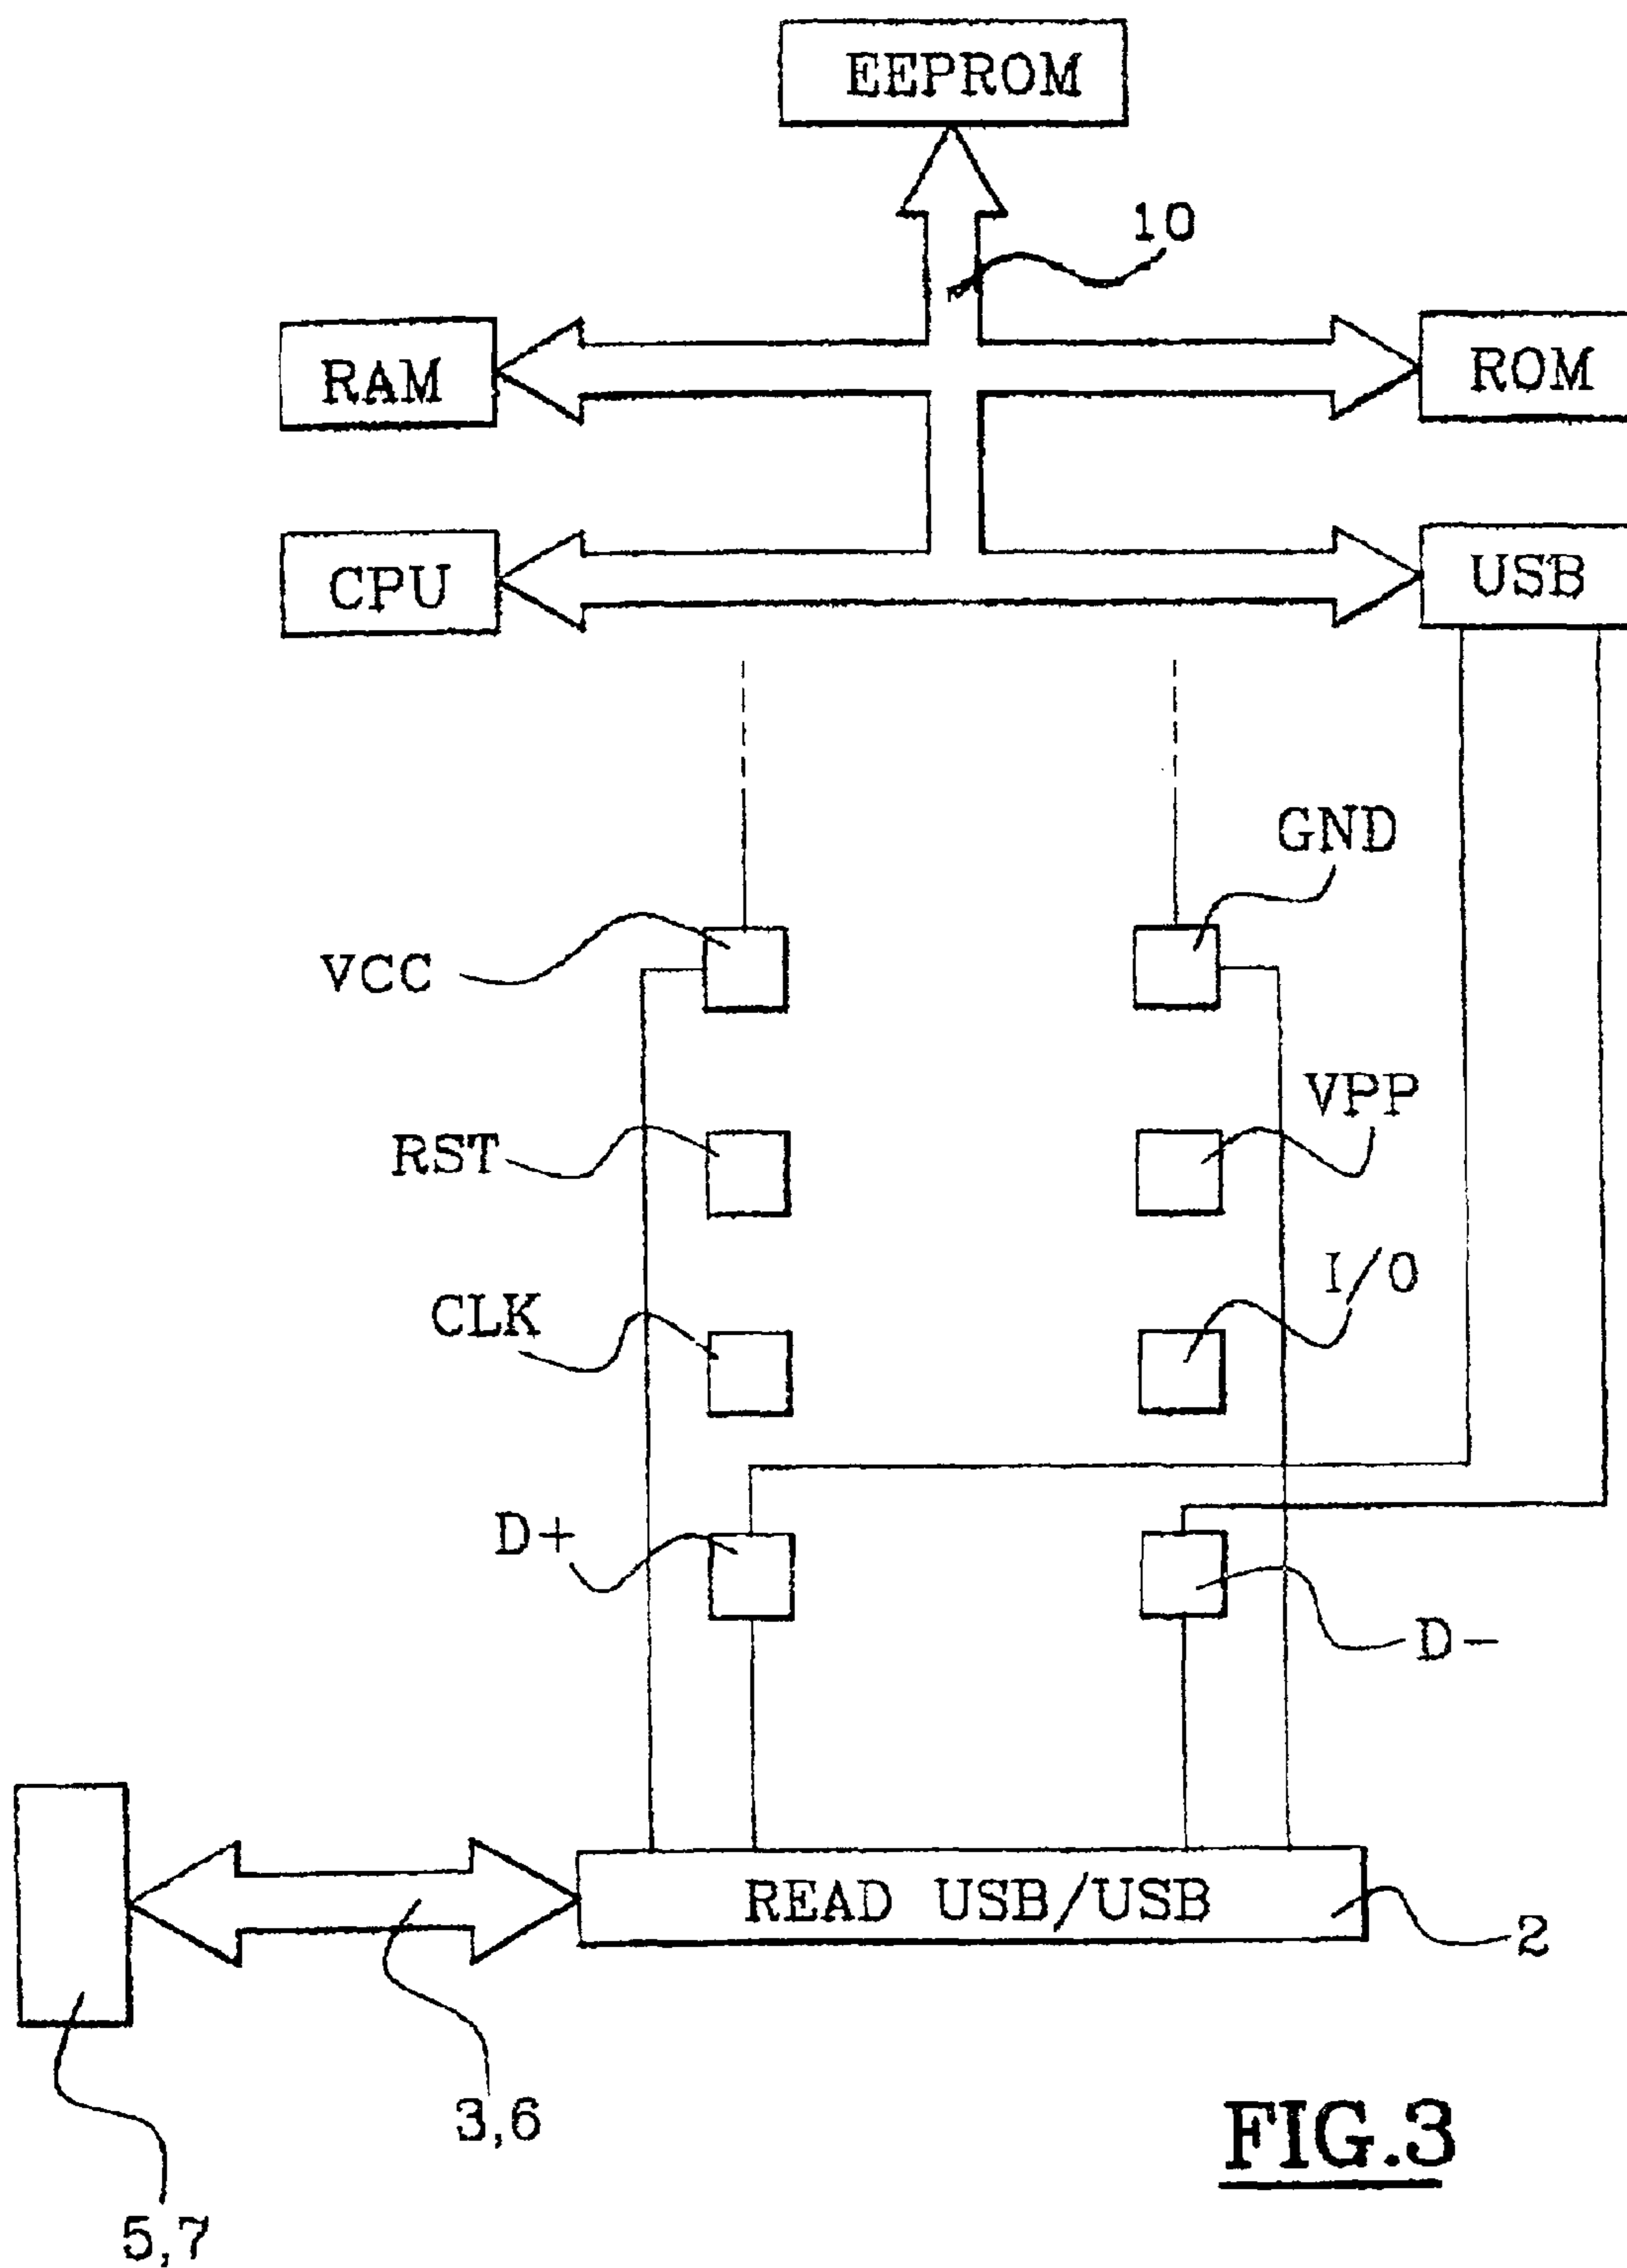 EEPROM
10
RAM
ROM
CPU
USB
GND
VCC
VPP
RST
I/O
CLK
D+
D-
READ USB/USB
2
3,6
FIG.3
5,7